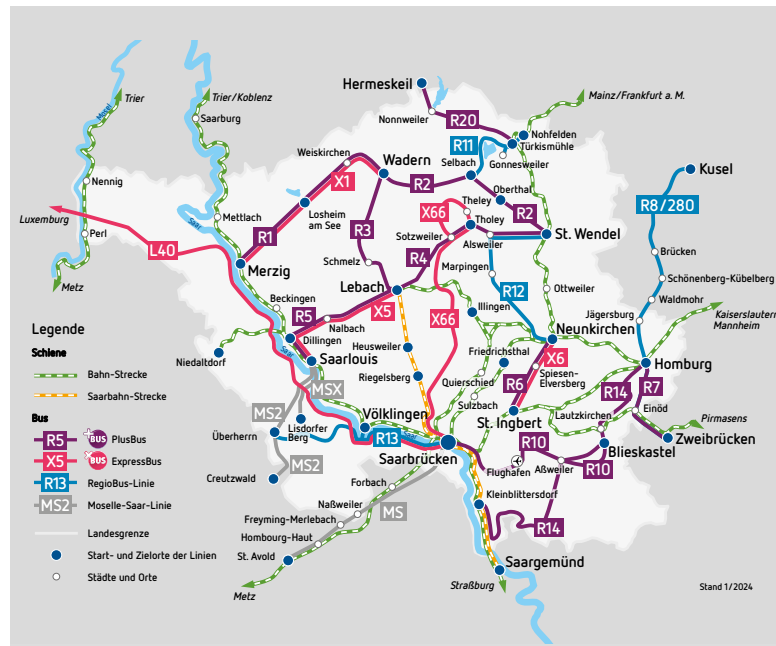 Hermeskeil
Trier
Trier/Koblenz
Mainz/Frankfurt a. M.
Mosel
Saarburg
Nonnweiler
R20
Nohfelden
Türkismühle
R11
Gonnesweiler
Weiskirchen
Wadern
Selbach
Kusel
X1
R2
Oberthal
Nennig
Theley
R8/280
Luxemburg
Mettlach
Losheim
am See
X66
Tholey
R2
Saar
R1
R3
Sotzweiler
St. Wendel
Perl
L40
R4
Alsweiler
Brücken
Merzig
Schmelz
Marpingen
Metz
Lebach
R12
Ottweiler
Schönenberg-Kübelberg
Beckingen
Waldmohr
Legende
R5
X5
X66
Illingen
Jägersburg
Kaiserslautern
Mannheim
Nalbach
Dillingen
Neunkirchen
Schiene
Saar
Heusweiler
Friedrichsthal
X6
Bahn-Strecke
Niedaltdorf
Saarlouis
Homburg
Saarbahn-Strecke
MSX
Riegelsberg
Quierschied
R6
Spiesen-
Elversberg
R14
R7
Bus
MS2
Völklingen
Sulzbach
St. Ingbert
Lautzkirchen
Einöd
Pirmasens
R5
BUS
PlusBus
Überherrn
Lisdorfer
Berg
R13
Saar
R10
Zweibrücken
X5
BUS
ExpressBus
MS2
Saarbrücken
Flughafen
Aßweiler
R10
Blieskastel
R13
RegioBus-Linie
Creutzwald
Forbach
Kleinblittersdorf
MS2
Moselle-Saar-Linie
Naßweiler
MS
R14
Freyming-Merlebach
Landesgrenze
Hombourg-Haut
Start- und Zielorte der Linien
St. Avold
Saargemünd
Städte und Orte
Straßburg
Stand 1/2024
Metz